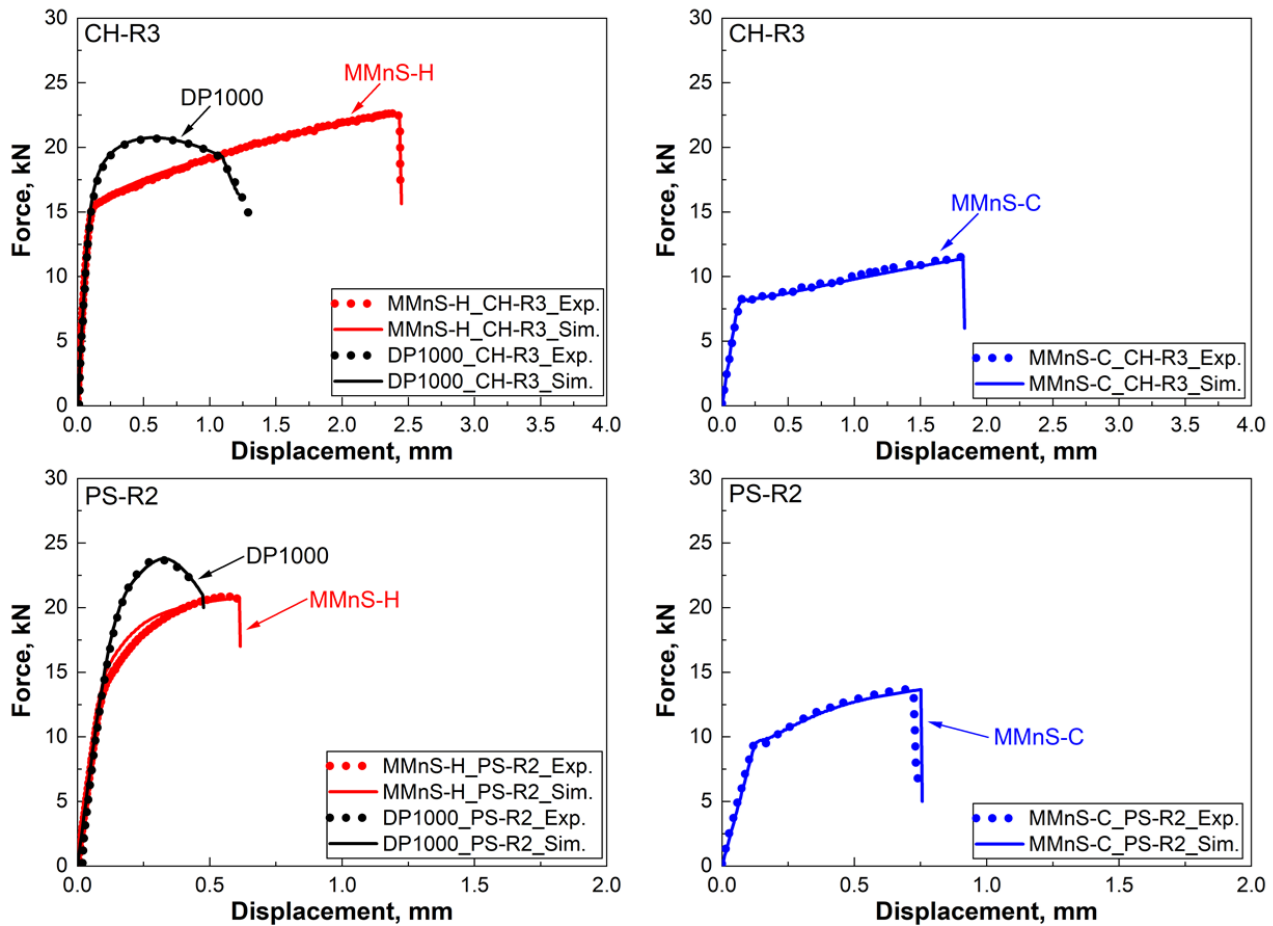 CH-R3
30
25
20
15
10
5
0
Force, kN
DP1000
MMnS-H
MMnS-H_CH-R3_Exp.
MMnS-H_CH-R3_Sim.
DP1000_CH-R3_Exp.
DP1000_CH-R3_Sim.
0.0 0.5 1.0 1.5 2.0 2.5 3.0 3.5 4.0
Displacement, mm
CH-R3
30
25
20
15
10
5
0
Force, kN
MMnS-C
MMnS-C_CH-R3_Exp.
MMnS-C_CH-R3_Sim.
0.0 0.5 1.0 1.5 2.0 2.5 3.0 3.5 4.0
Displacement, mm
PS-R2
30
25
20
15
10
5
0
Force, kN
DP1000
MMnS-H
MMnS-H_PS-R2_Exp.
MMnS-H_PS-R2_Sim.
DP1000_PS-R2_Exp.
DP1000_PS-R2_Sim.
0.0 0.5 1.0 1.5 2.0
Displacement, mm
PS-R2
30
25
20
15
10
5
0
Force, kN
MMnS-C
MMnS-C_PS-R2_Exp.
MMnS-C_PS-R2_Sim.
0.0 0.5 1.0 1.5 2.0
Displacement, mm